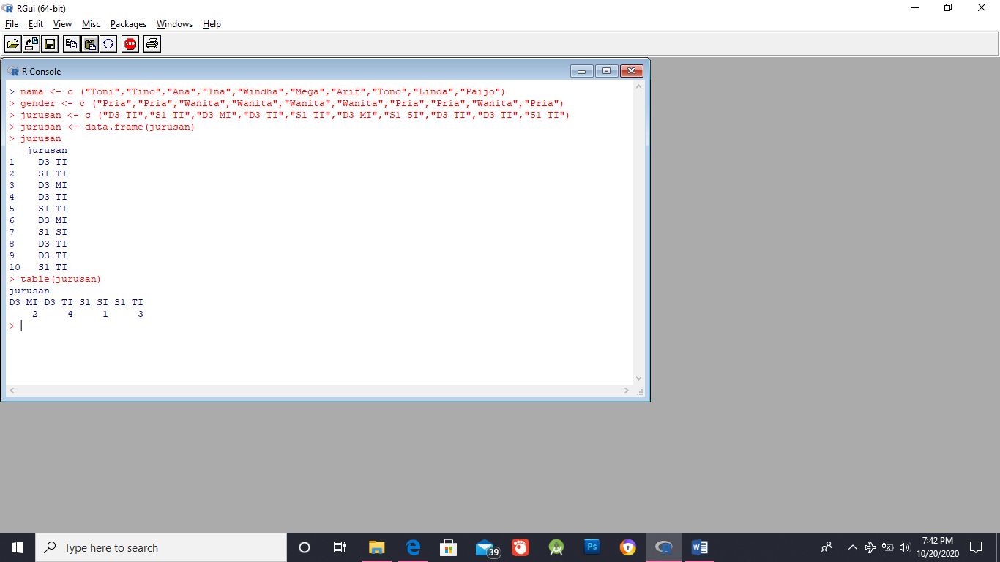 RGui (64-bit)
File Edit View Misc Packages Windows Help
STOP
R Console
> nama <- c ("Toni","Tino","Ana","Ina","Windha","Mega","Arif","Tono","Linda","Paijo")
> gender <- c ("Pria","Pria","Wanita","Wanita","Wanita","Wanita","Pria","Pria","Wanita","Pria")
> jurusan <- c ("D3 TI","S1 TI","D3 MI","D3 TI","S1 TI","D3 MI","S1 SI","D3 TI","D3 TI","S1 TI")
> jurusan <- data.frame(jurusan)
> jurusan
   jurusan
1    D3 TI
2    S1 TI
3    D3 MI
4    D3 TI
5    S1 TI
6    D3 MI
7    S1 SI
8    D3 TI
9    D3 TI
10   S1 TI
> table(jurusan)
jurusan
D3 MI D3 TI S1 SI S1 TI
    2     4     1     3
>
Type here to search
39
Ps
7:42 PM
10/20/2020